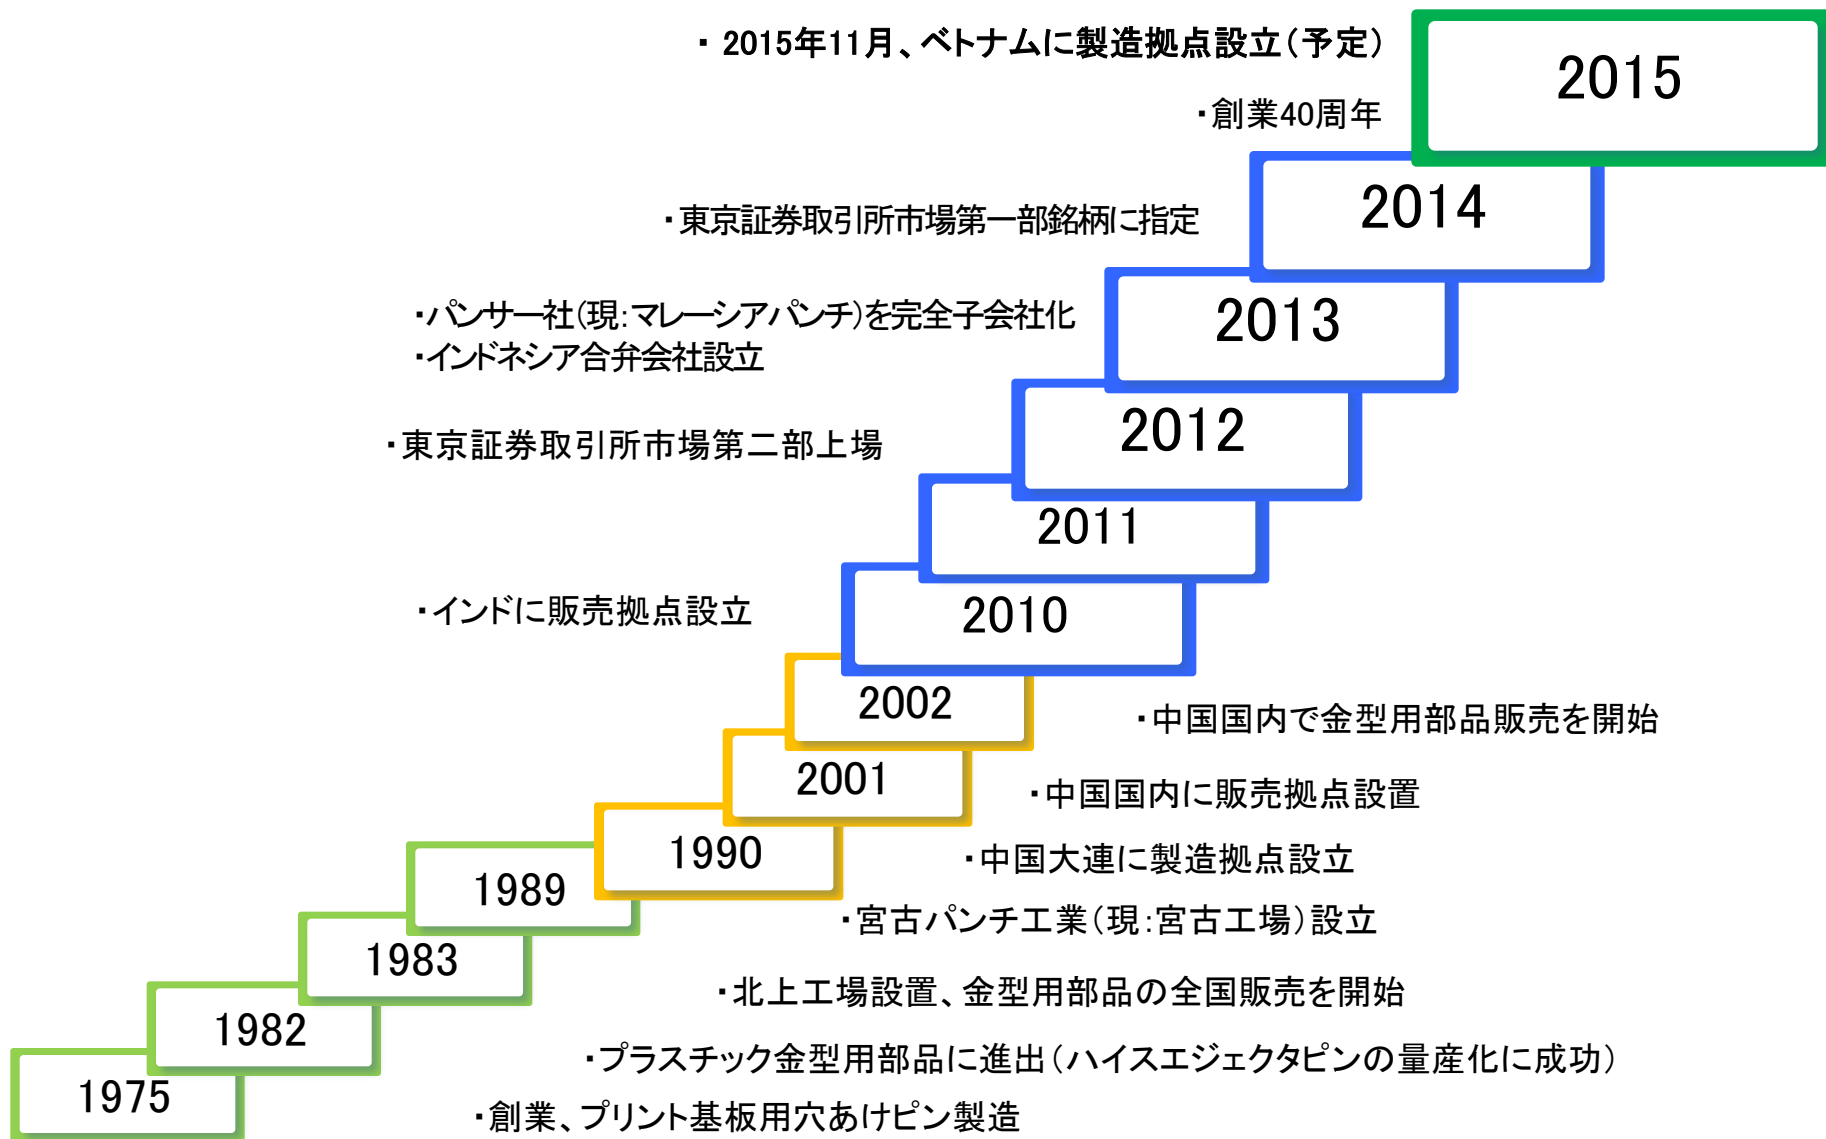 ・2015年11月、ベトナムに製造拠点設立(予定)
2015
・創業40周年
・東京証券取引所市場第一部銘柄に指定
2014
・パンサー社(現:マレーシアパンチ)を完全子会社化
・インドネシア合弁会社設立
2013
・東京証券取引所市場第二部上場
2012
2011
・インドに販売拠点設立
2010
2002
・中国国内で金型用部品販売を開始
2001
・中国国内に販売拠点設置
1990
・中国大連に製造拠点設立
1989
・宮古パンチ工業(現:宮古工場)設立
1983
・北上工場設置、金型用部品の全国販売を開始
1982
・プラスチック金型用部品に進出(ハイスエジェクタピンの量産化に成功)
1975
・創業、プリント基板用穴あけピン製造